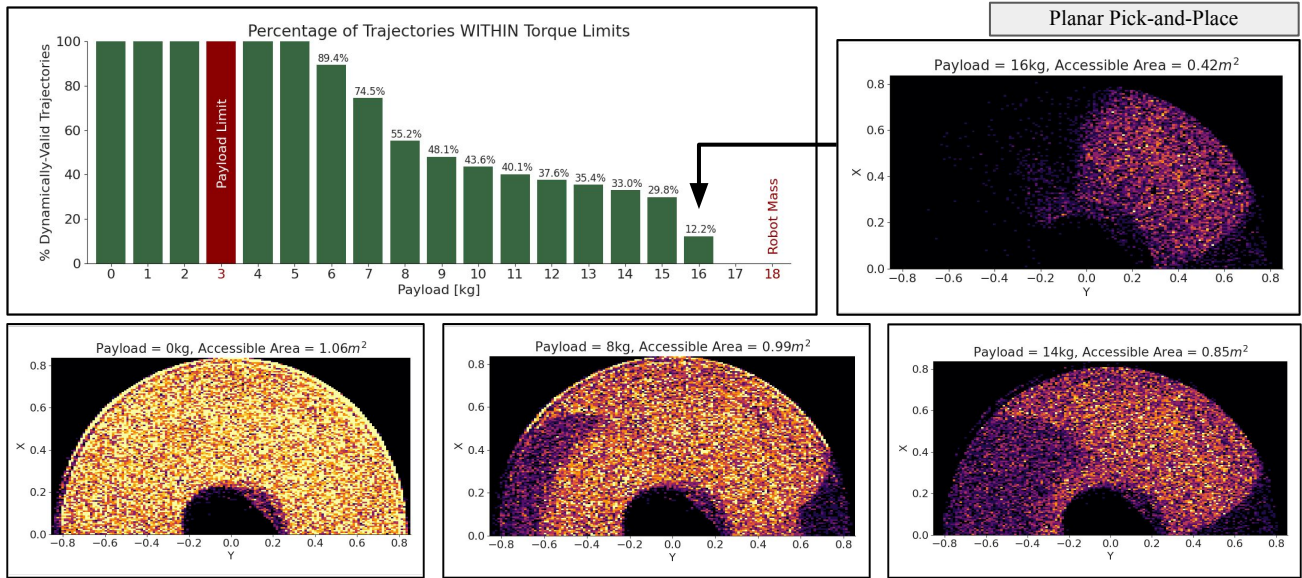 Planar Pick-and-Place
Percentage of Trajectories WITHIN Torque Limits
% Dynamically-Valid Trajectories
100
80
60
40
20
0
Payload Limit
89.4%
74.5%
55.2%
48.1%
43.6%
40.1%
37.6%
35.4%
33.0%
29.8%
12.2%
Robot Mass
0 1 2 3 4 5 6 7 8 9 10 11 12 13 14 15 16 17 18
Payload [kg]
Payload = 16kg, Accessible Area = 0.42m²
X
0.8
0.6
0.4
0.2
0.0
−0.8 −0.6 −0.4 −0.2 0.0 0.2 0.4 0.6 0.8
Y
Payload = 0kg, Accessible Area = 1.06m²
X
0.8
0.6
0.4
0.2
0.0
−0.8 −0.6 −0.4 −0.2 0.0 0.2 0.4 0.6 0.8
Y
Payload = 8kg, Accessible Area = 0.99m²
X
0.8
0.6
0.4
0.2
0.0
−0.8 −0.6 −0.4 −0.2 0.0 0.2 0.4 0.6 0.8
Y
Payload = 14kg, Accessible Area = 0.85m²
X
0.8
0.6
0.4
0.2
0.0
−0.8 −0.6 −0.4 −0.2 0.0 0.2 0.4 0.6 0.8
Y